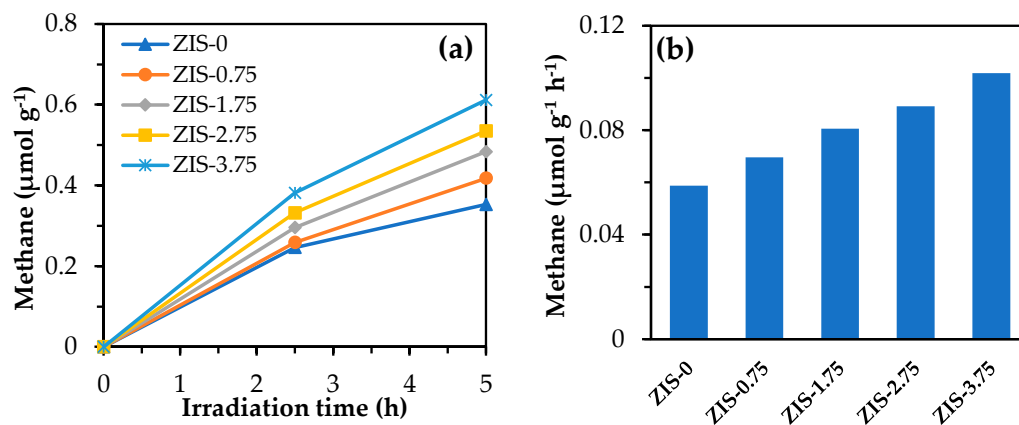 (a)
Methane (µmol g-1)
0.8
0.6
0.4
0.2
0
ZIS-0
ZIS-0.75
ZIS-1.75
ZIS-2.75
ZIS-3.75
0 1 2 3 4 5
Irradiation time (h)
(b)
Methane (µmol g-1 h-1)
0.12
0.08
0.04
0
ZIS-0
ZIS-0.75
ZIS-1.75
ZIS-2.75
ZIS-3.75